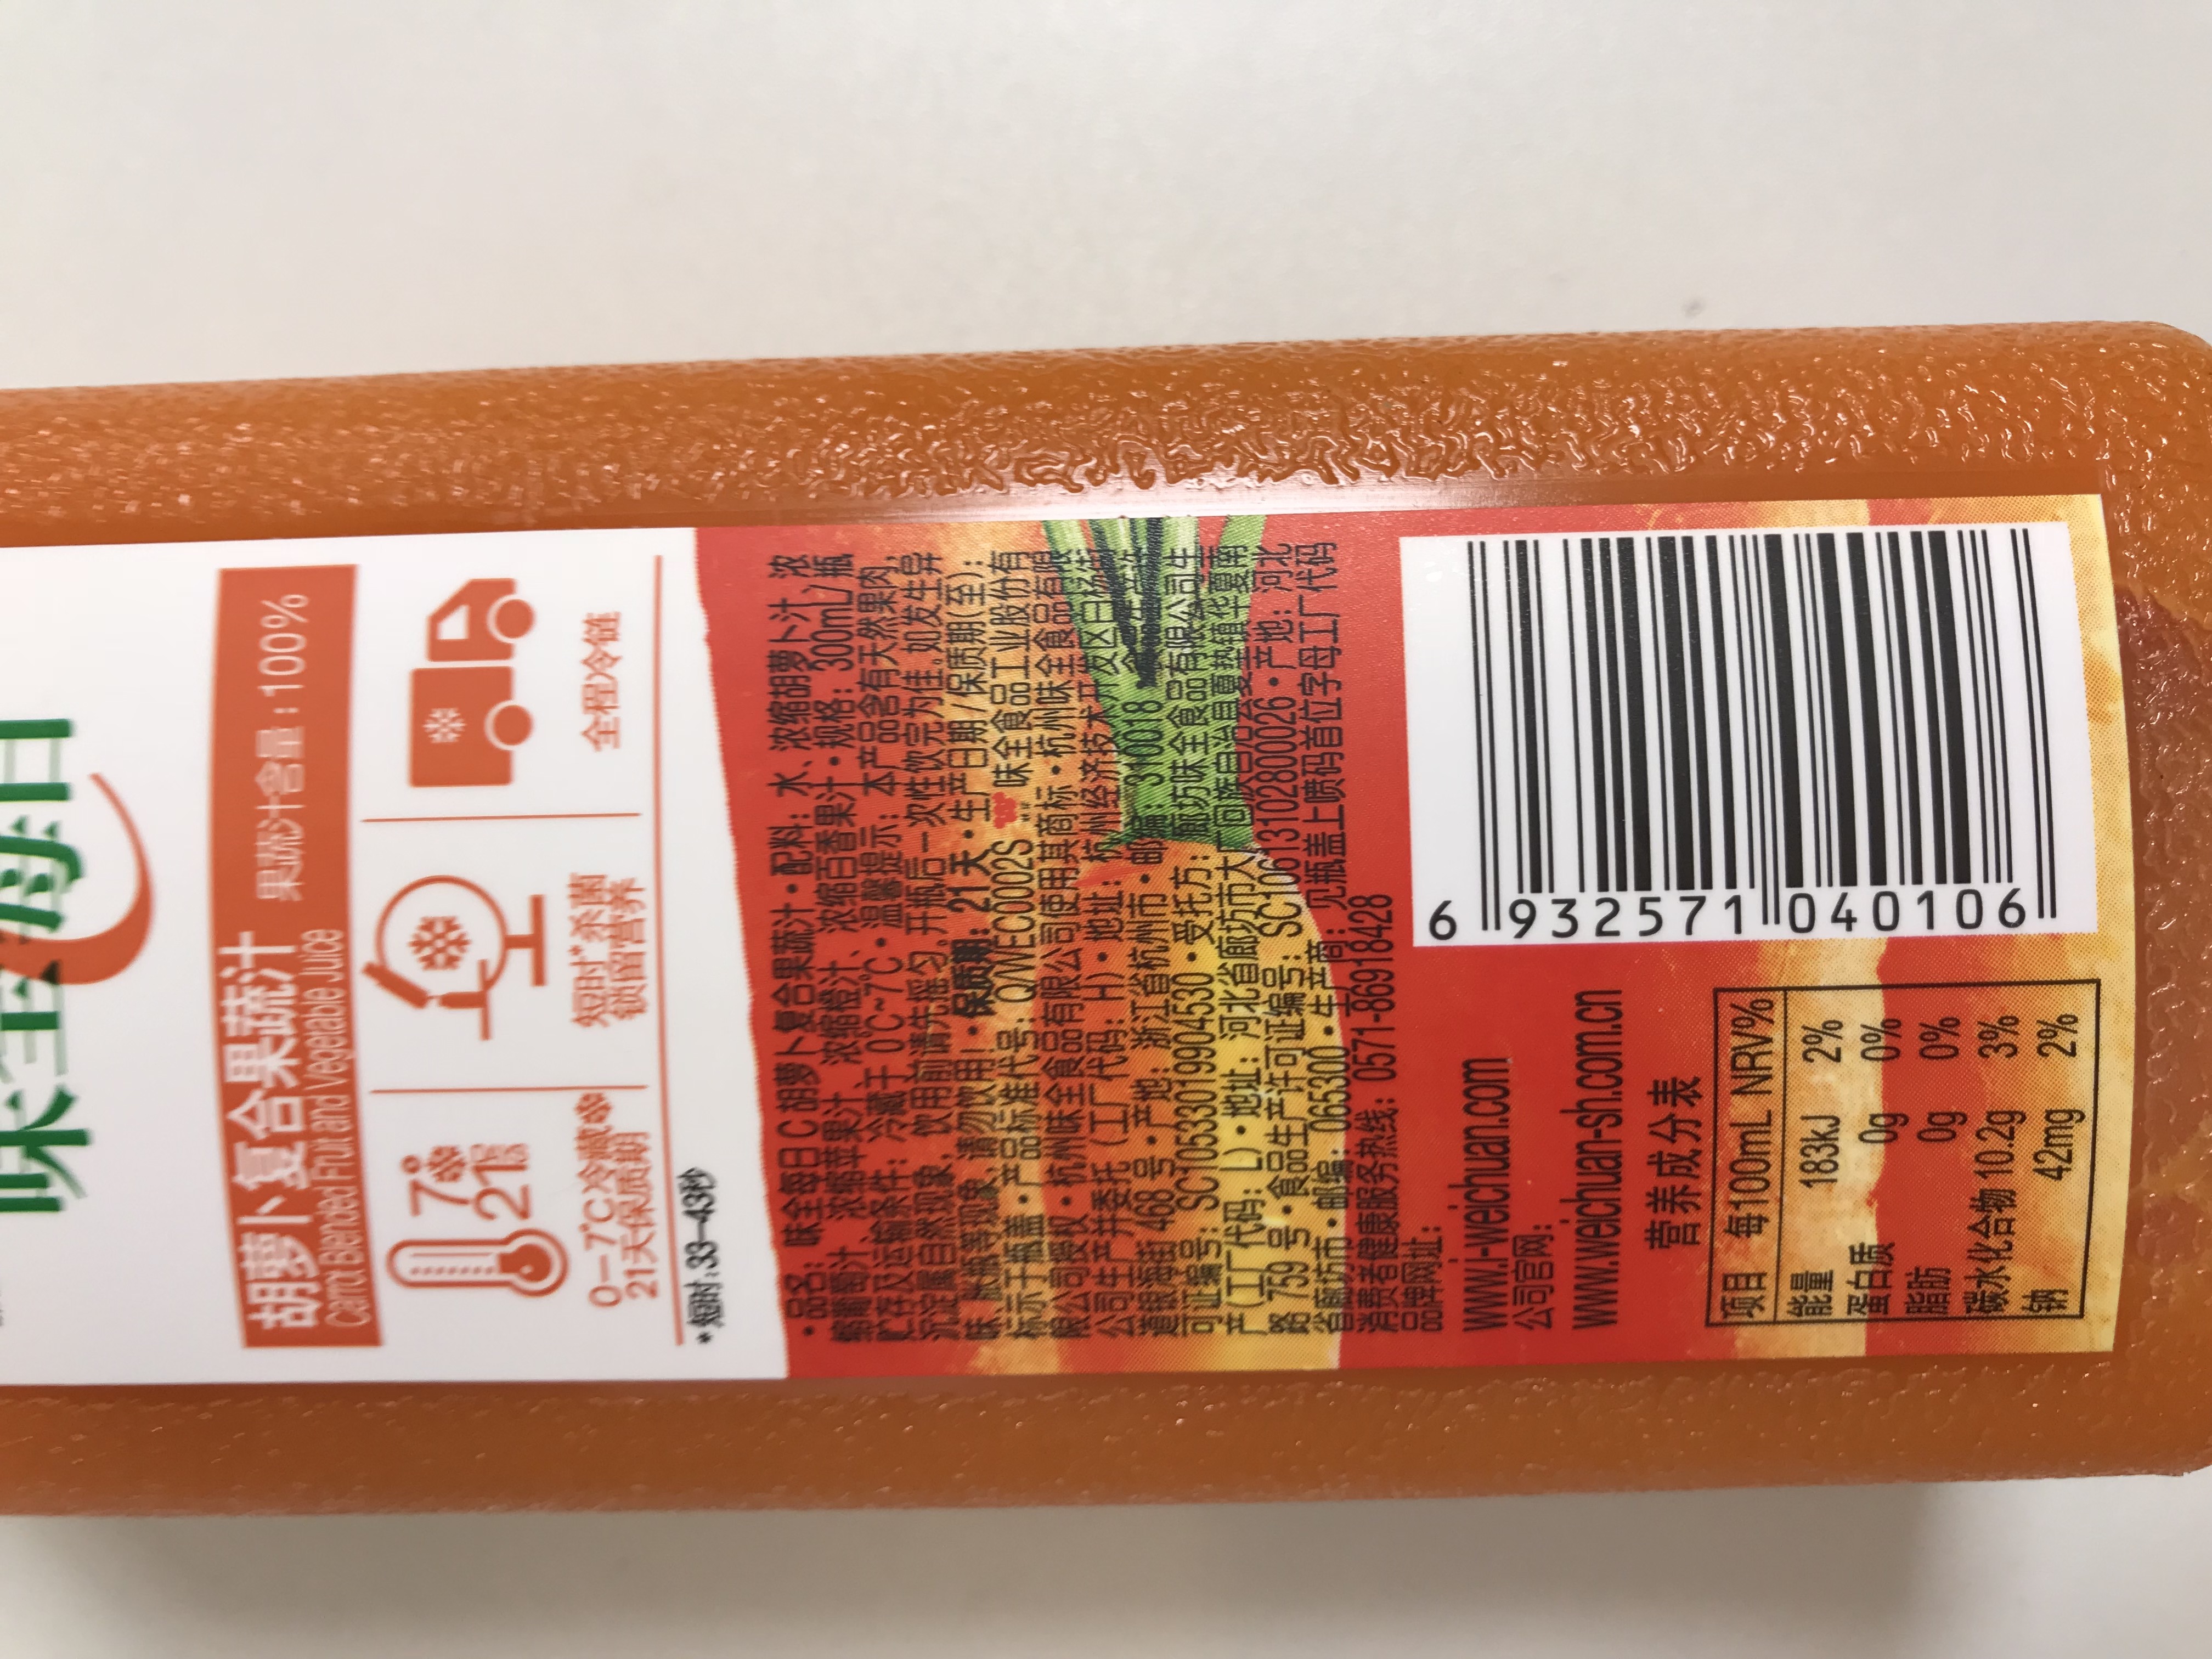 味全每日
胡萝卜复合果蔬汁 果蔬汁含量：100%
Carrot Blended Fruit and Vegetable Juice
7°C
21天
0—7°C冷藏
21天保质期
短时*杀菌
锁留营养
全程冷链
*短时:33—43秒
·品名：味全每日C胡萝卜复合果蔬汁·配料：水、浓缩胡萝卜汁、浓
缩葡萄汁、浓缩苹果汁、浓缩橙汁、浓缩百香果汁·规格：300mL/瓶
贮存及运输条件：冷藏于0℃~7℃·温馨提示：本产品含有天然果肉，
沉淀属自然现象，饮用前请先摇匀。开瓶后一次性饮完为佳。如发生异
味、胀瓶等现象，请勿饮用！·保质期：21天·生产日期/保质期（至）：
标示于瓶盖·产品标准代号：Q/WEC0002S 味全食品工业股份有
限公司授权·杭州味全食品有限公司使用其商标·杭州味全食品有限
公司生产并委托（工厂代码：H）·地址：杭州经济技术开发区白杨街
道银海街468号·产地：浙江省杭州市·邮编：310018
可证编号：SC10533019904530·受托方：廊坊味全食品有限公司生
产（工厂代码：L）·地址：河北省廊坊市大厂回族自治县夏垫镇华夏南
路759号·食品生产许可证编号：SC10613102800026·产地：河北
省廊坊市·邮编：065300·生产商：见瓶盖上喷码首位字母工厂代码
消费者健康服务热线：0571-86918428
品牌网址：
www.i-weichuan.com
公司官网：
www.weichuan-sh.com.cn
6 932571 040106
营养成分表
项目 每100mL NRV%
能量 183kJ 2%
蛋白质 0g 0%
脂肪 0g 0%
碳水化合物 10.2g 3%
钠 42mg 2%